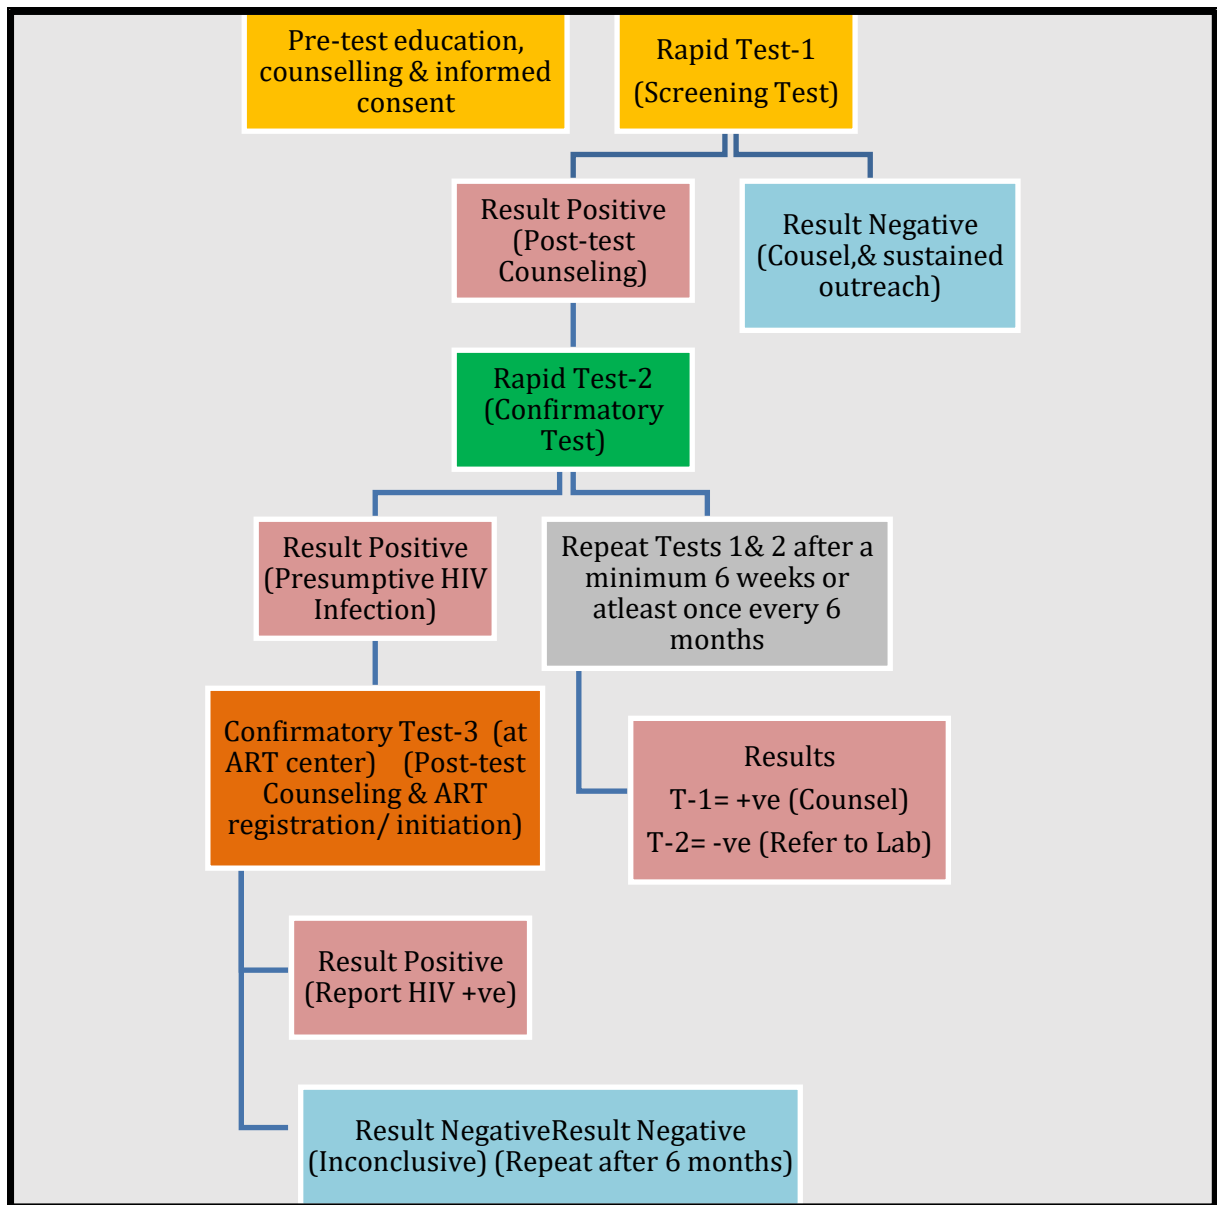 Pre-test education,
counselling & informed
consent
Rapid Test-1
(Screening Test)
Result Positive
(Post-test
Counseling)
Result Negative
(Cousel,& sustained
outreach)
Rapid Test-2
(Confirmatory
Test)
Result Positive
(Presumptive HIV
Infection)
Repeat Tests 1& 2 after a
minimum 6 weeks or
atleast once every 6
months
Confirmatory Test-3 (at
ART center) (Post-test
Counseling & ART
registration/ initiation)
Results
T-1= +ve (Counsel)
T-2= -ve (Refer to Lab)
Result Positive
(Report HIV +ve)
Result NegativeResult Negative
(Inconclusive) (Repeat after 6 months)